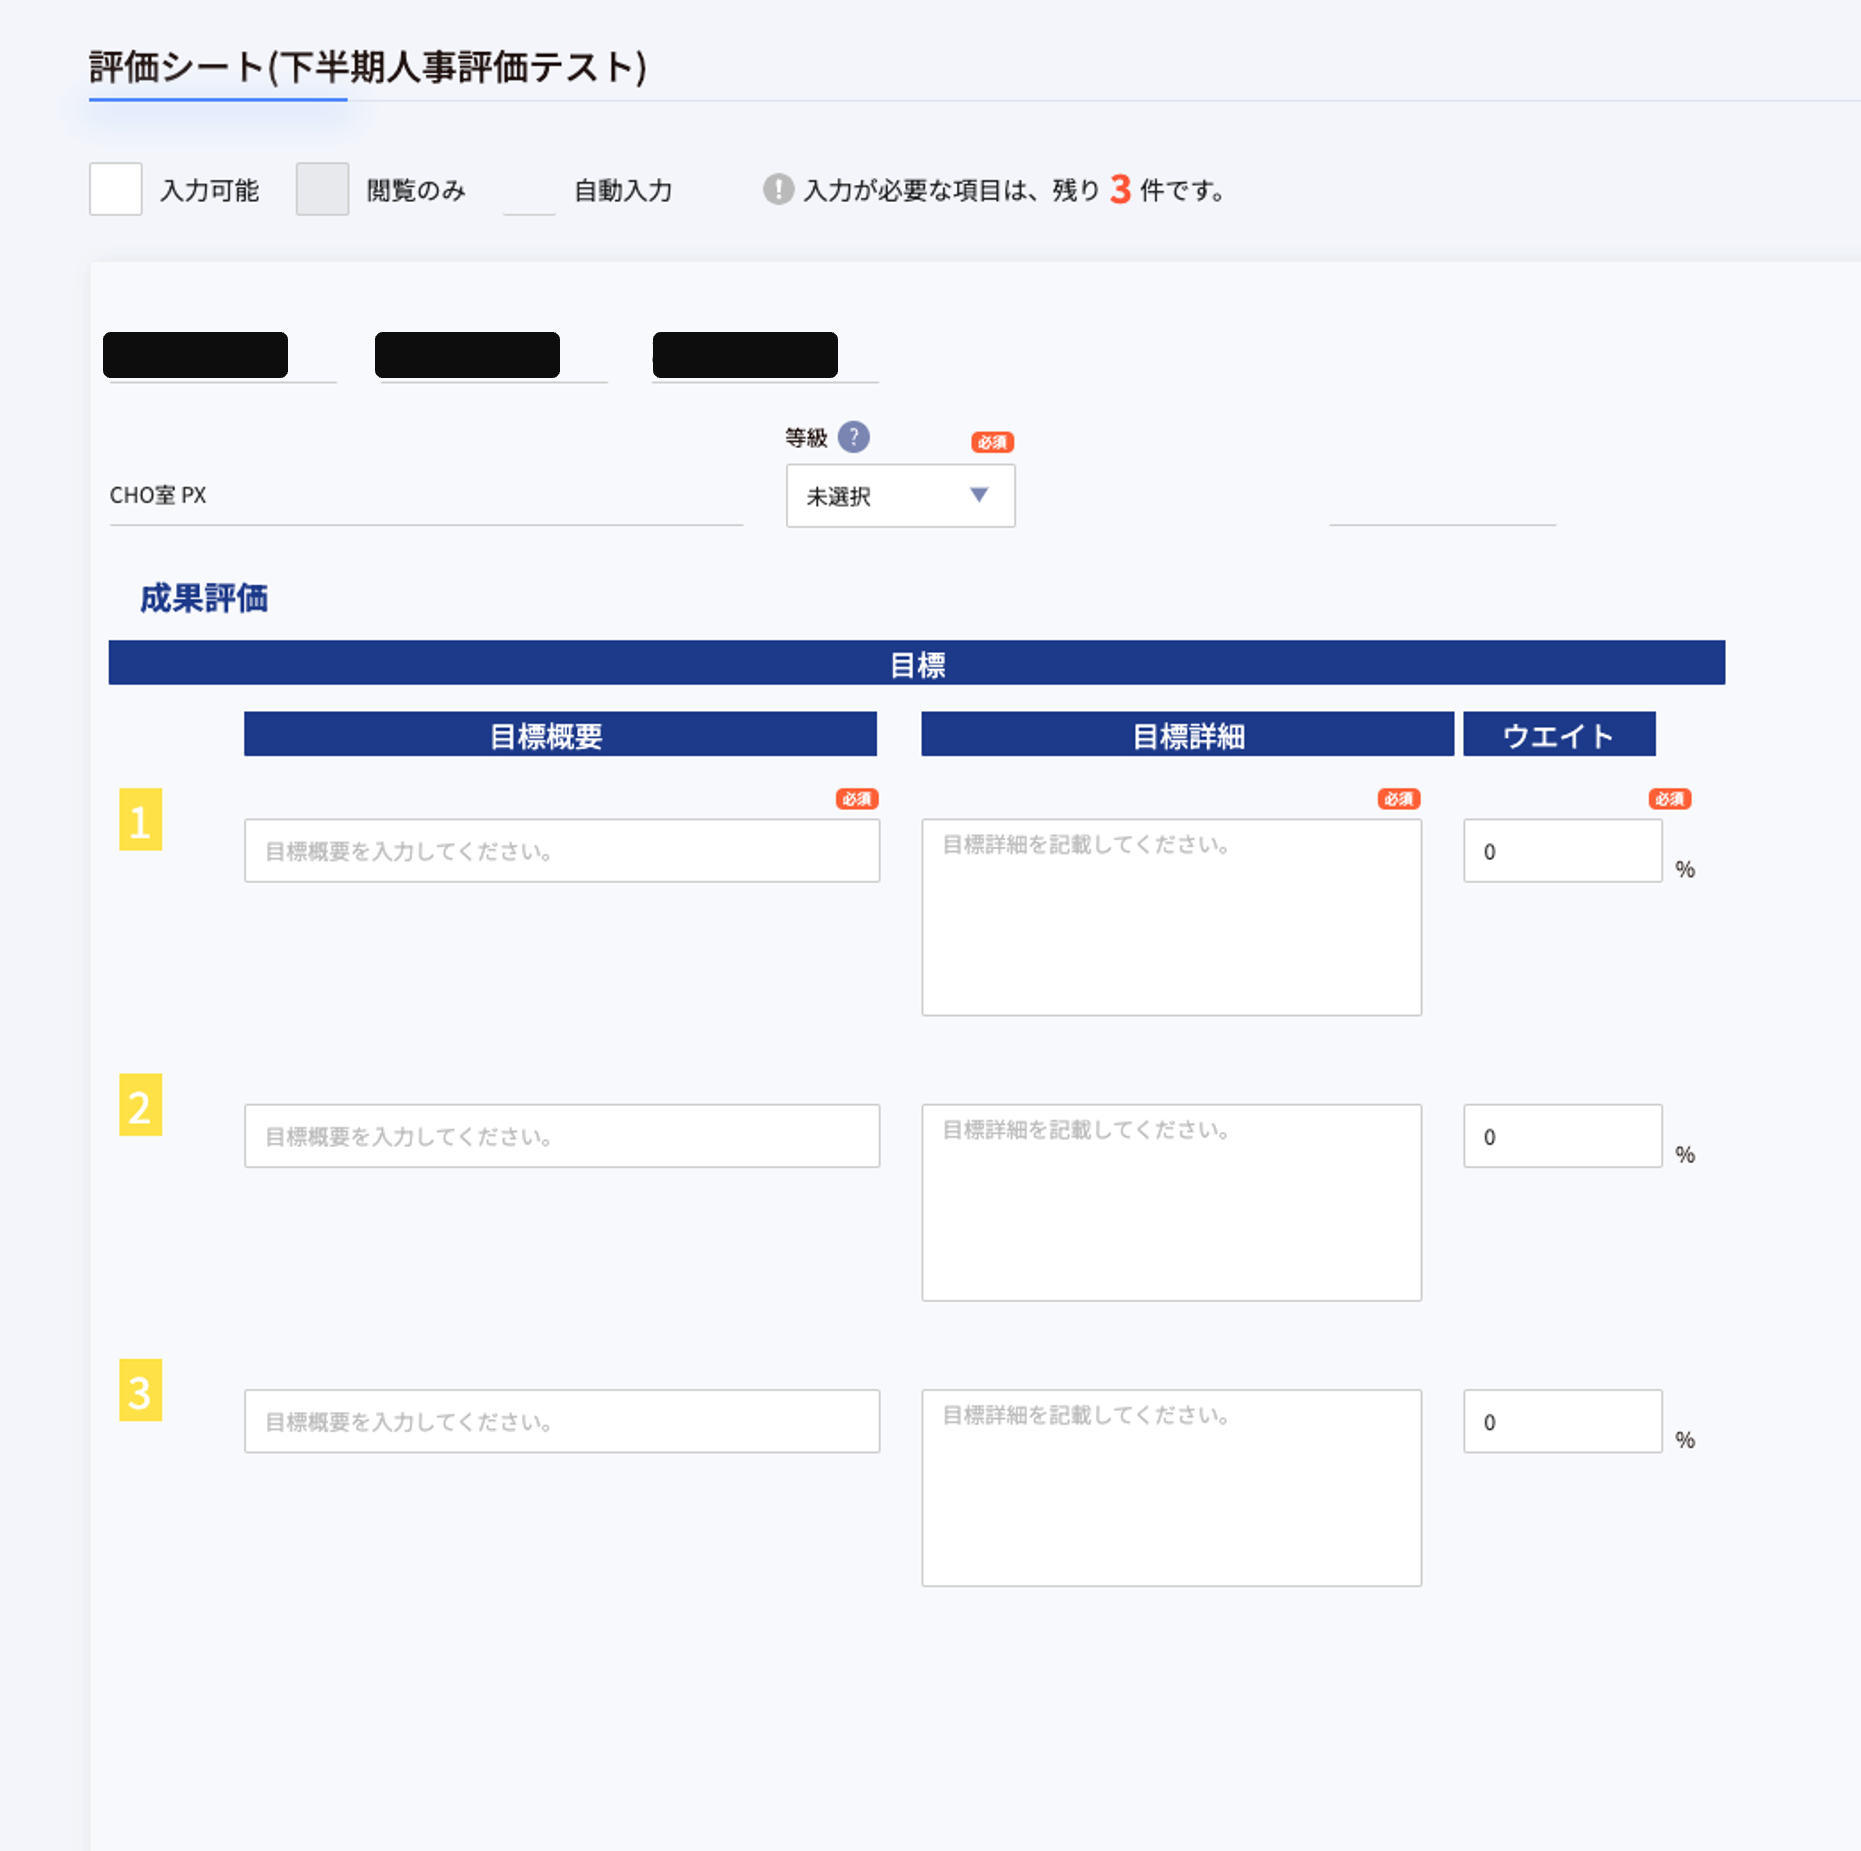 評価シート(下半期人事評価テスト)
入力可能 閲覧のみ 自動入力 ! 入力が必要な項目は、残り 3 件です。
等級 ? 必須
CHO室 PX 未選択
成果評価
目標
目標概要 目標詳細 ウエイト
1 必須 必須 必須
目標概要を入力してください。 目標詳細を記載してください。 0 %
2
目標概要を入力してください。 目標詳細を記載してください。 0 %
3
目標概要を入力してください。 目標詳細を記載してください。 0 %